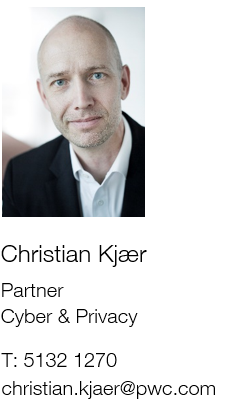 Christian Kjær
Partner
Cyber & Privacy
T: 5132 1270
christian.kjaer@pwc.com